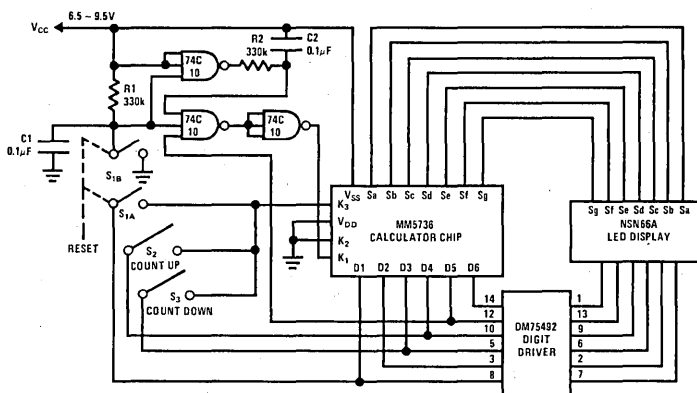 6.5 ~ 9.5V
VCC
R1
330k
C1
0.1μF
74C
10
R2
330k
C2
0.1μF
74C
10
74C
10
S1B
S1A
RESET
S2
COUNT UP
S3
COUNT DOWN
VSS Sa Sb Sc Sd Se Sf Sg
K3
VDD
K2
K1
MM5736
CALCULATOR CHIP
D1 D2 D3 D4 D5 D6
Sg Sf Se Sd Sc Sb Sa
NSN66A
LED DISPLAY
14
12
10
5
3
8
DM75492
DIGIT
DRIVER
1
13
9
6
2
7